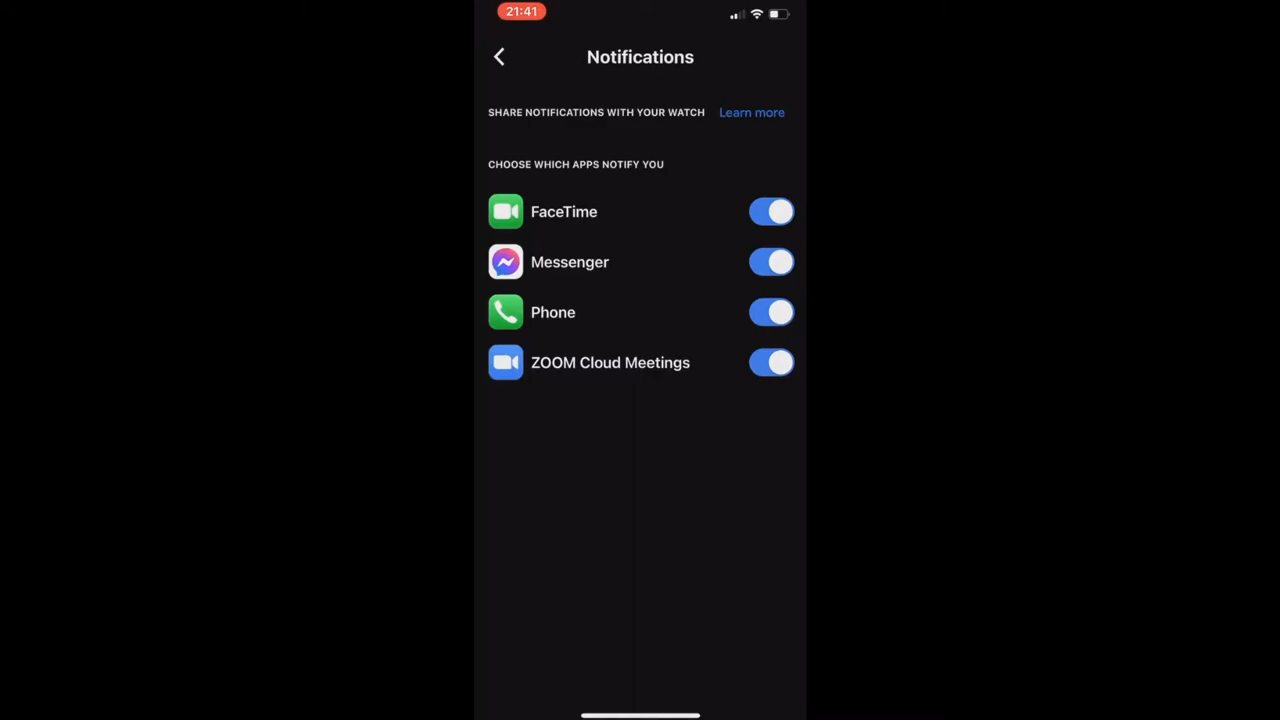 21:41
Notifications
SHARE NOTIFICATIONS WITH YOUR WATCH Learn more
CHOOSE WHICH APPS NOTIFY YOU
FaceTime
Messenger
Phone
ZOOM Cloud Meetings